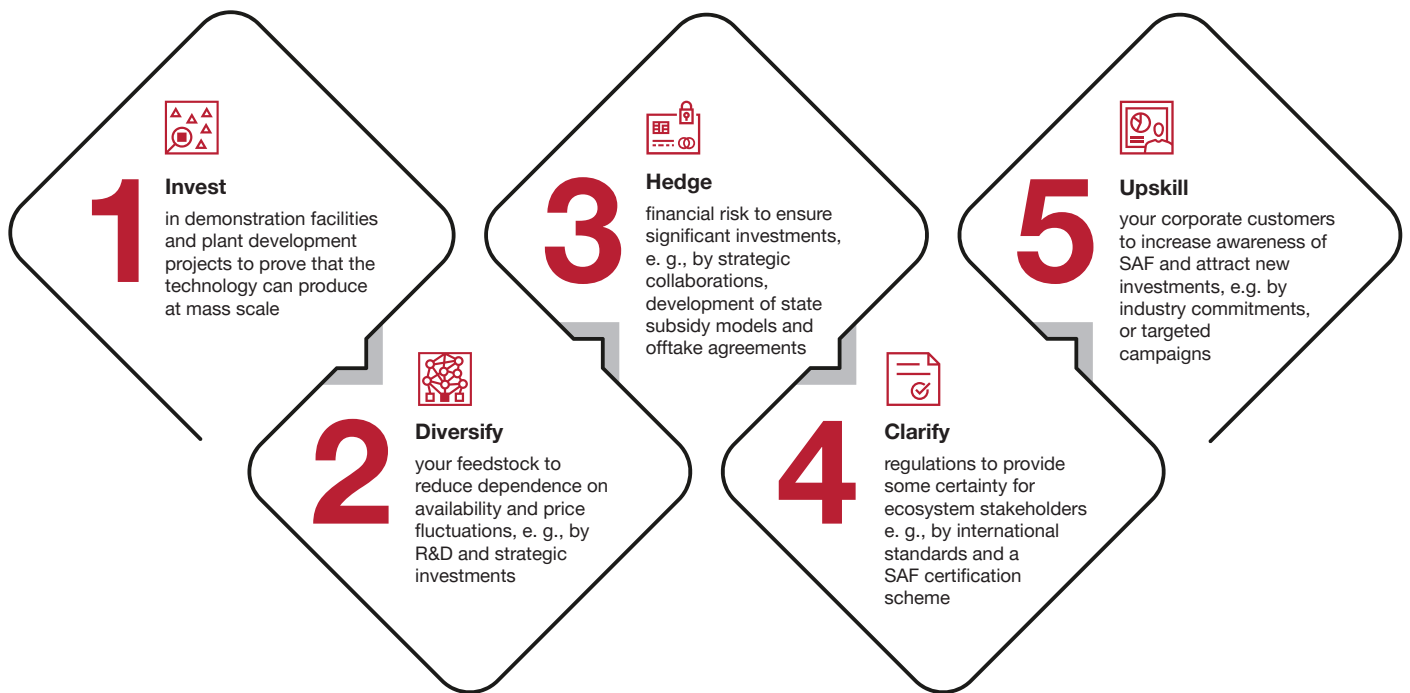 1
Invest
in demonstration facilities
and plant development
projects to prove that the
technology can produce
at mass scale
2
Diversify
your feedstock to
reduce dependence on
availability and price
fluctuations, e. g., by
R&D and strategic
investments
3
Hedge
financial risk to ensure
significant investments,
e. g., by strategic
collaborations,
development of state
subsidy models and
offtake agreements
4
Clarify
regulations to provide
some certainty for
ecosystem stakeholders
e. g., by international
standards and a
SAF certification
scheme
5
Upskill
your corporate customers
to increase awareness of
SAF and attract new
investments, e.g. by
industry commitments,
or targeted
campaigns